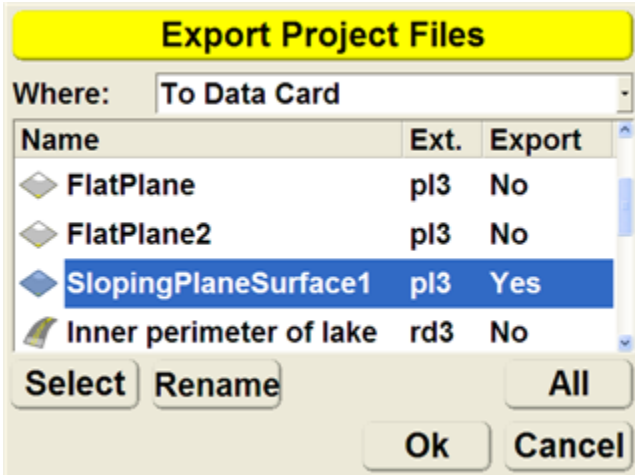 Export Project Files
Where: To Data Card
Name Ext. Export
FlatPlane pl3 No
FlatPlane2 pl3 No
SlopingPlaneSurface1 pl3 Yes
Inner perimeter of lake rd3 No
Select Rename All
Ok Cancel